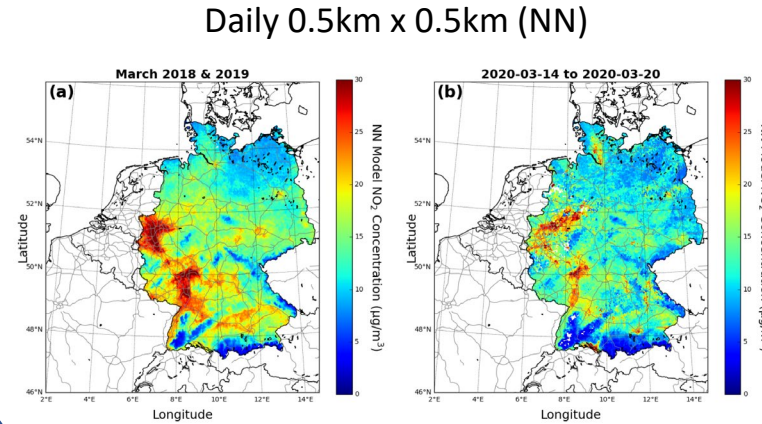 Daily 0.5km x 0.5km (NN)
March 2018 & 2019
(a)
54°N
52°N
50°N
48°N
46°N
2°E 4°E 6°E 8°E 10°E 12°E 14°E
Latitude
Longitude
30
25
20
15
10
5
0
NN Model NO₂ Concentration (μg/m³)
2020-03-14 to 2020-03-20
(b)
54°N
52°N
50°N
48°N
46°N
2°E 4°E 6°E 8°E 10°E 12°E 14°E
Latitude
Longitude
30
25
20
15
10
5
0